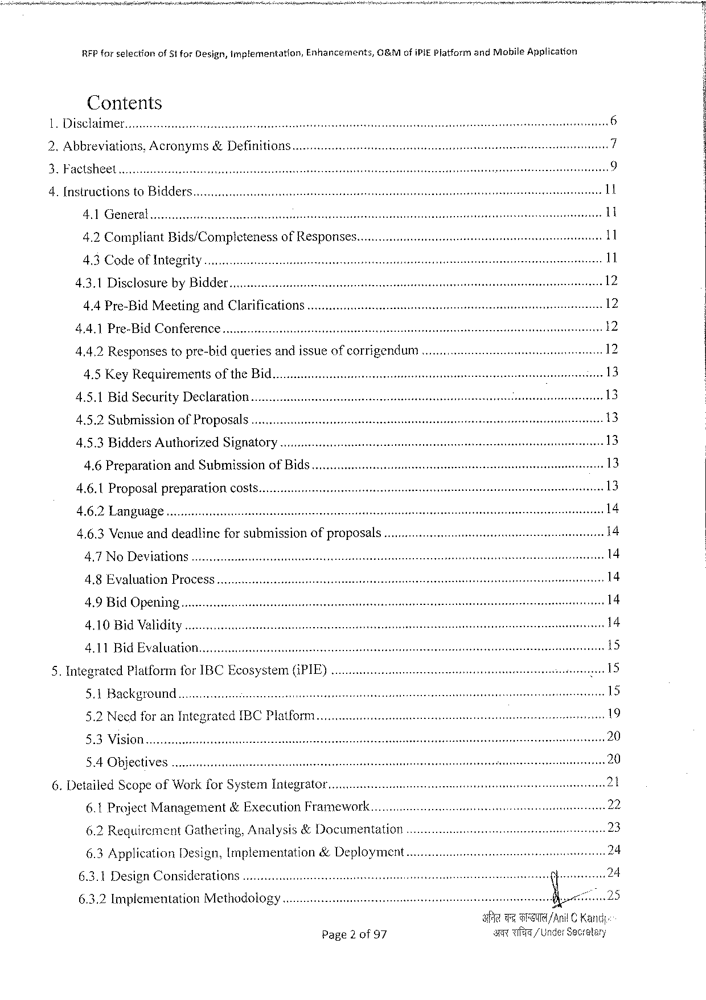 RFP for selection of SI for Design, Implementation, Enhancements, O&M of iPIE Platform and Mobile Application
Contents
1. Disclaimer 6
2. Abbreviations, Acronyms & Definitions 7
3. Factsheet 9
4. Instructions to Bidders 11
4.1 General 11
4.2 Compliant Bids/Completeness of Responses 11
4.3 Code of Integrity 11
4.3.1 Disclosure by Bidder 12
4.4 Pre-Bid Meeting and Clarifications 12
4.4.1 Pre-Bid Conference 12
4.4.2 Responses to pre-bid queries and issue of corrigendum 12
4.5 Key Requirements of the Bid 13
4.5.1 Bid Security Declaration 13
4.5.2 Submission of Proposals 13
4.5.3 Bidders Authorized Signatory 13
4.6 Preparation and Submission of Bids 13
4.6.1 Proposal preparation costs 13
4.6.2 Language 14
4.6.3 Venue and deadline for submission of proposals 14
4.7 No Deviations 14
4.8 Evaluation Process 14
4.9 Bid Opening 14
4.10 Bid Validity 14
4.11 Bid Evaluation 15
5. Integrated Platform for IBC Ecosystem (iPIE) 15
5.1 Background 15
5.2 Need for an Integrated IBC Platform 19
5.3 Vision 20
5.4 Objectives 20
6. Detailed Scope of Work for System Integrator 21
6.1 Project Management & Execution Framework 22
6.2 Requirement Gathering, Analysis & Documentation 23
6.3 Application Design, Implementation & Deployment 24
6.3.1 Design Considerations 24
6.3.2 Implementation Methodology 25
अनिल चन्द्र कान्डपाल/Anil C
अवर सचिव/Under Secretary
Page 2 of 97